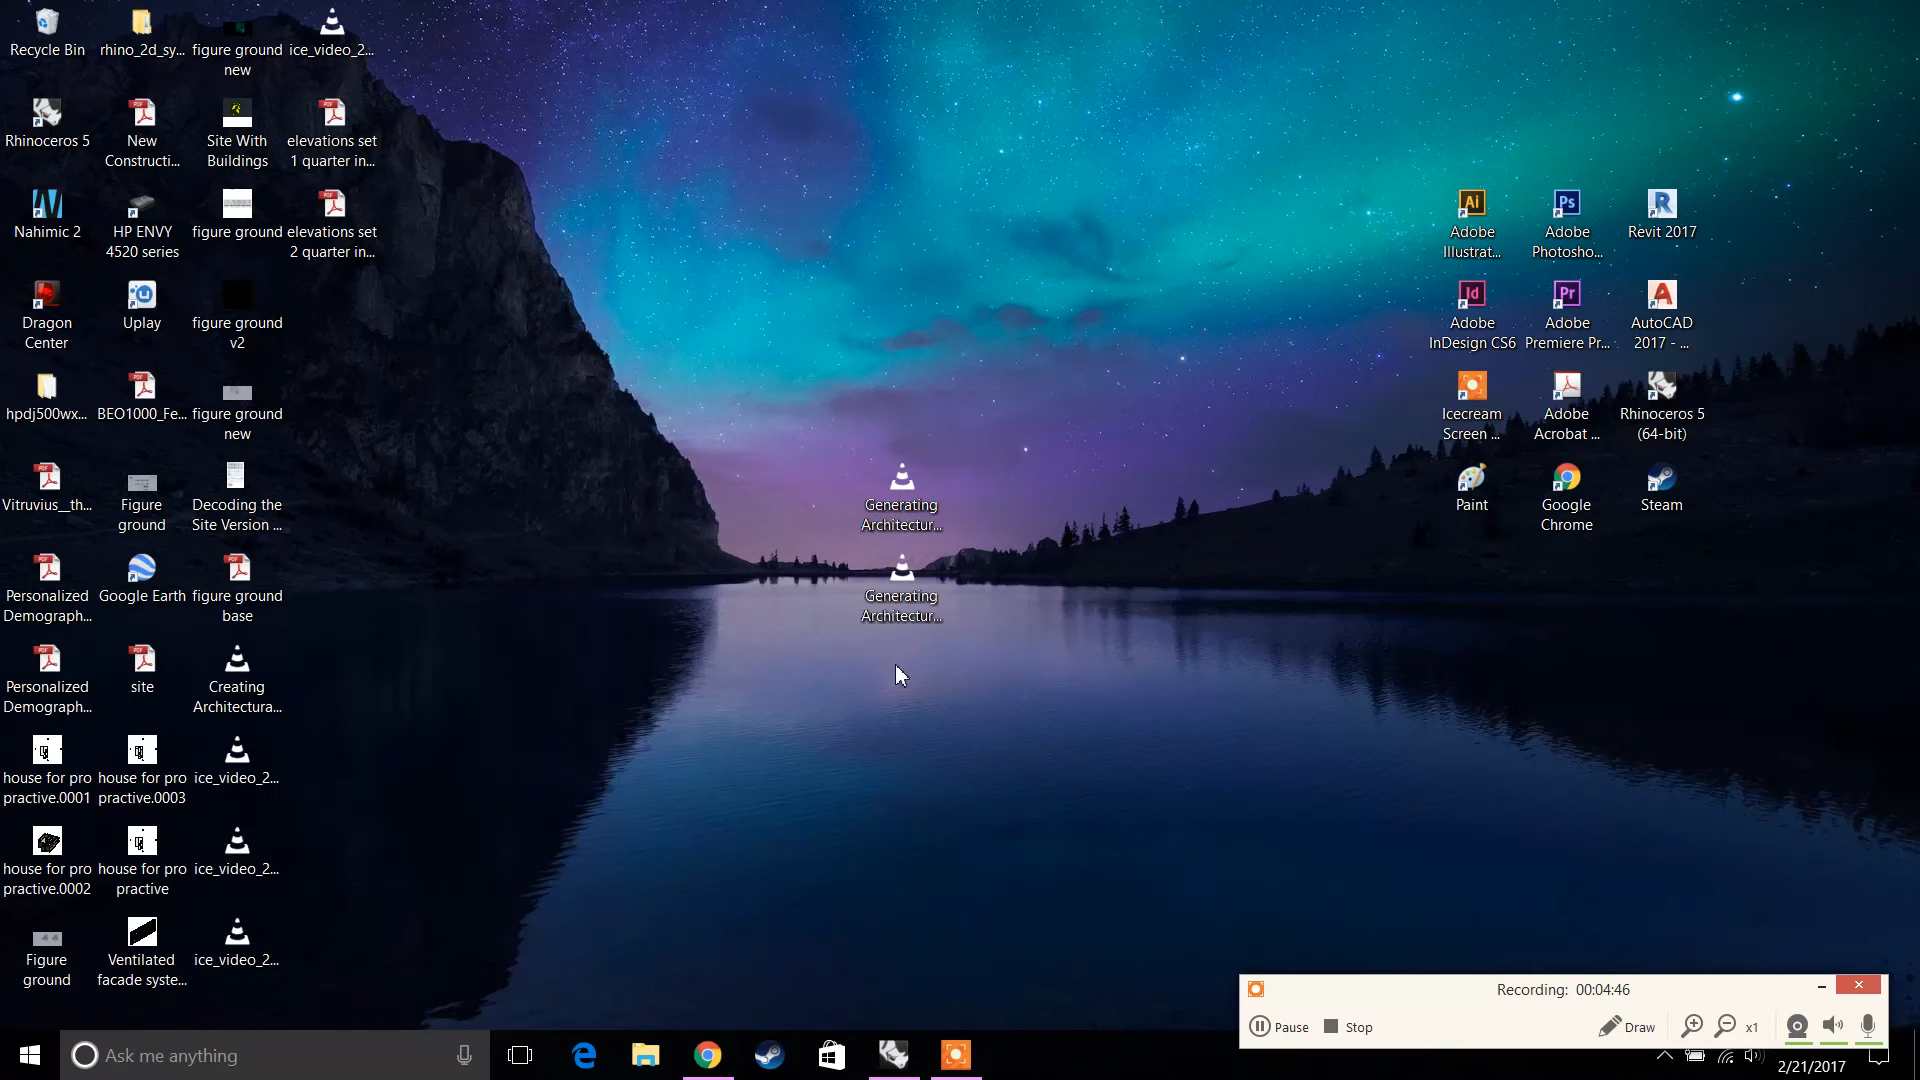 Recycle Bin
rhino_2d_sy...
figure ground
new
ice_video_2...
Rhinoceros 5
New
Constructi...
Site With
Buildings
elevations set
1 quarter in...
Nahimic 2
HP ENVY
4520 series
figure ground
elevations set
2 quarter in...
Dragon
Center
Uplay
figure ground
v2
hpdj500wx...
BEO1000_Fe...
figure ground
new
Vitruvius__th...
Figure
ground
Decoding the
Site Version ...
Personalized
Demograph...
Google Earth
figure ground
base
Personalized
Demograph...
site
Creating
Architectura...
house for pro
practive.0001
house for pro
practive.0003
ice_video_2...
house for pro
practive.0002
house for pro
practive
ice_video_2...
Figure
ground
Ventilated
facade syste...
ice_video_2...
Generating
Architectur...
Generating
Architectur...
Ai
Adobe
Illustrat...
Ps
Adobe
Photosho...
R
Revit 2017
Id
Adobe
InDesign CS6
Pr
Adobe
Premiere Pr...
AutoCAD
2017 - ...
Icecream
Screen ...
Adobe
Acrobat ...
Rhinoceros 5
(64-bit)
Paint
Google
Chrome
Steam
Recording: 00:04:46
Pause
Stop
Draw
x1
Ask me anything
2/21/2017